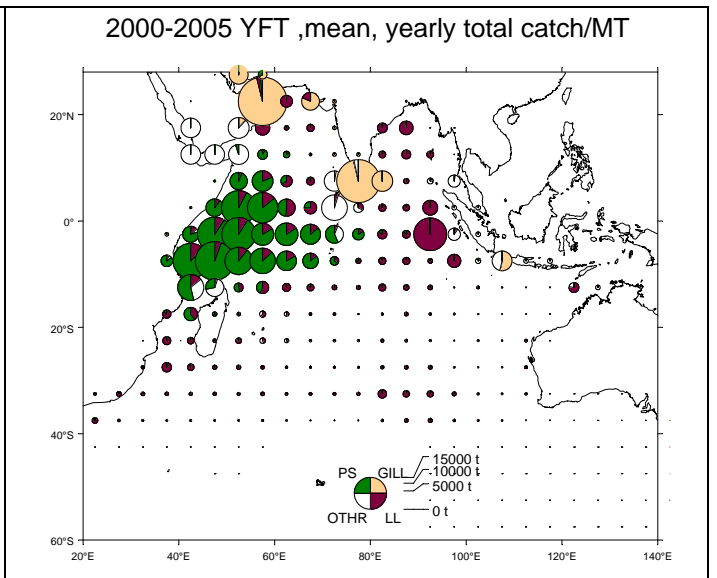 2000-2005 YFT ,mean, yearly total catch/MT
20°N
0°
20°S
40°S
60°S
15000 t
PS GILL 10000 t
5000 t
OTHR LL 0 t
20°E 40°E 60°E 80°E 100°E 120°E 140°E